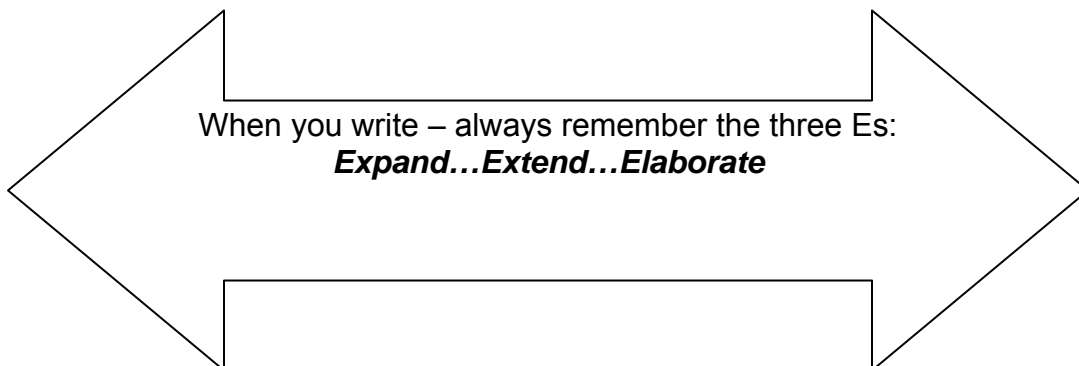 When you write – always remember the three Es:
Expand…Extend…Elaborate